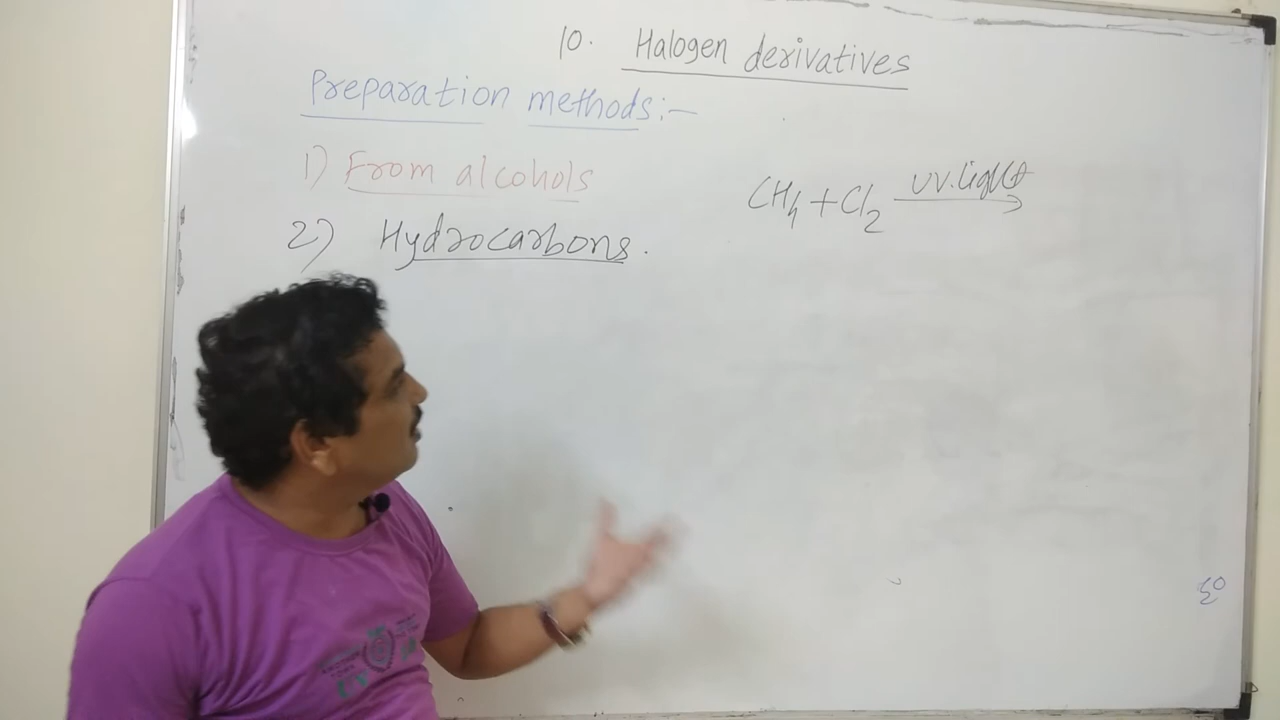 10. Halogen derivatives
Preparation methods:-
1) From alcohols
CH4 + Cl2 UV.light →
2) Hydrocarbons.